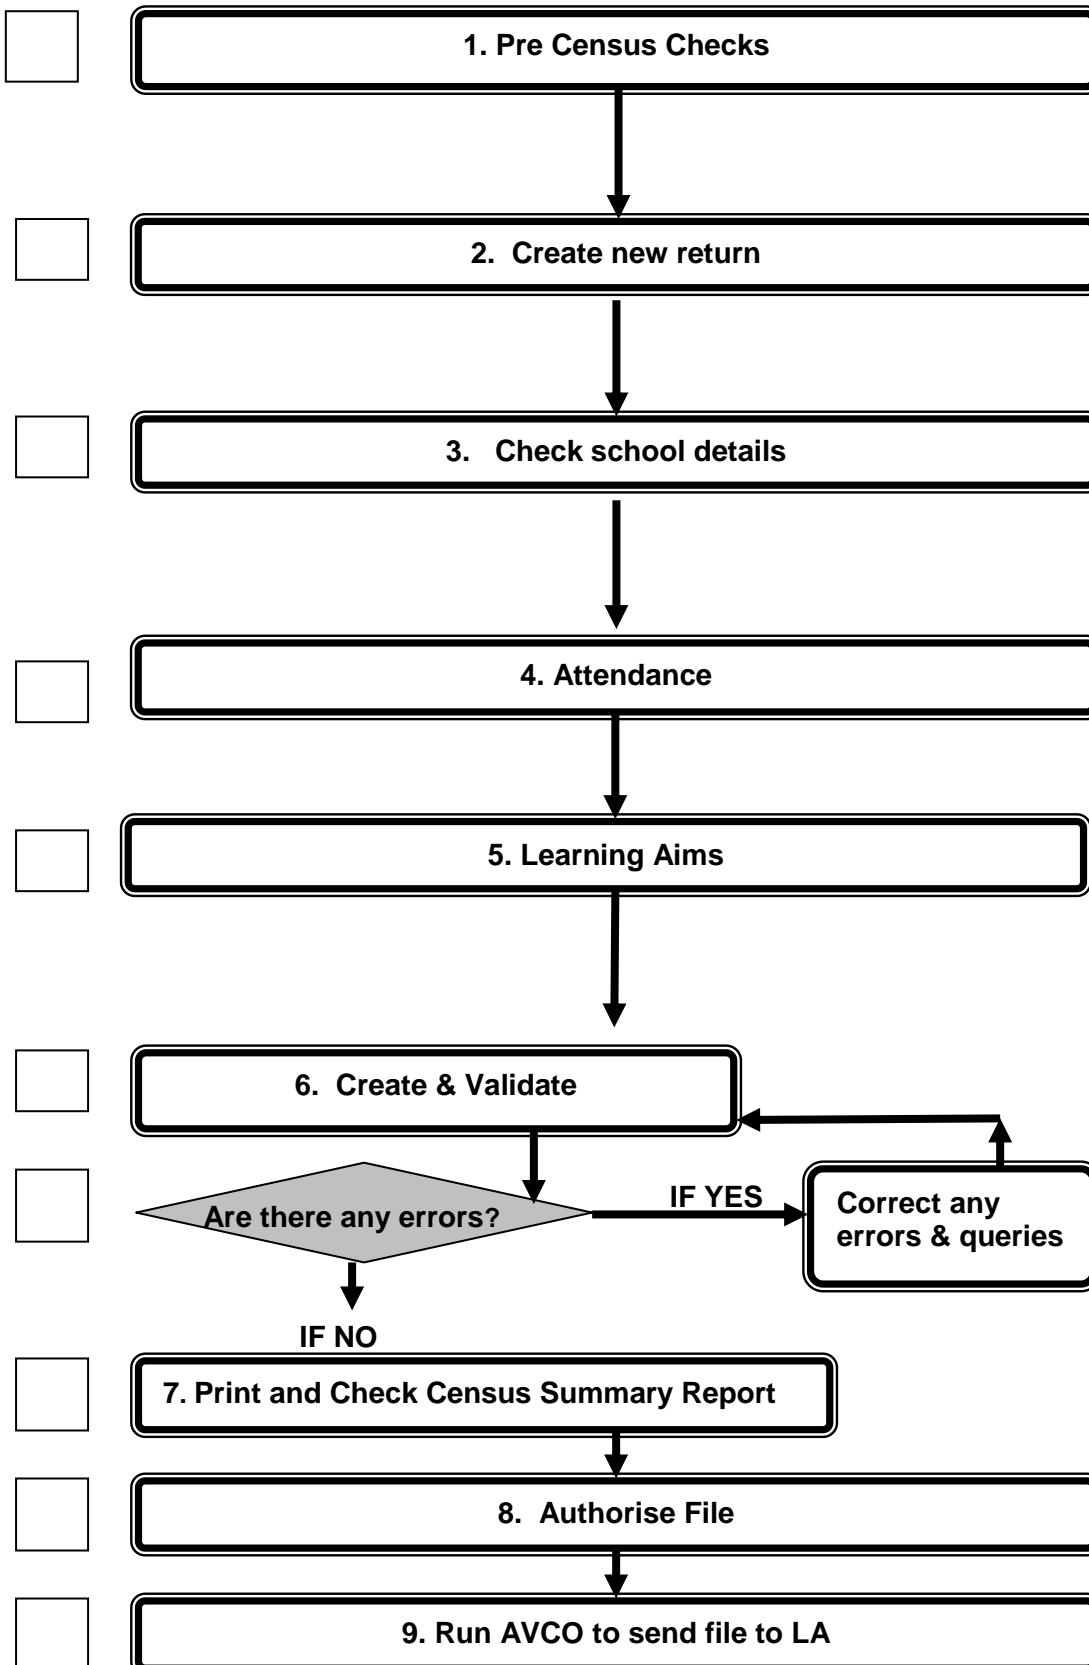 1. Pre Census Checks
2. Create new return
3. Check school details
4. Attendance
5. Learning Aims
6. Create & Validate
Are there any errors?
IF YES
Correct any
errors & queries
IF NO
7. Print and Check Census Summary Report
8. Authorise File
9. Run AVCO to send file to LA